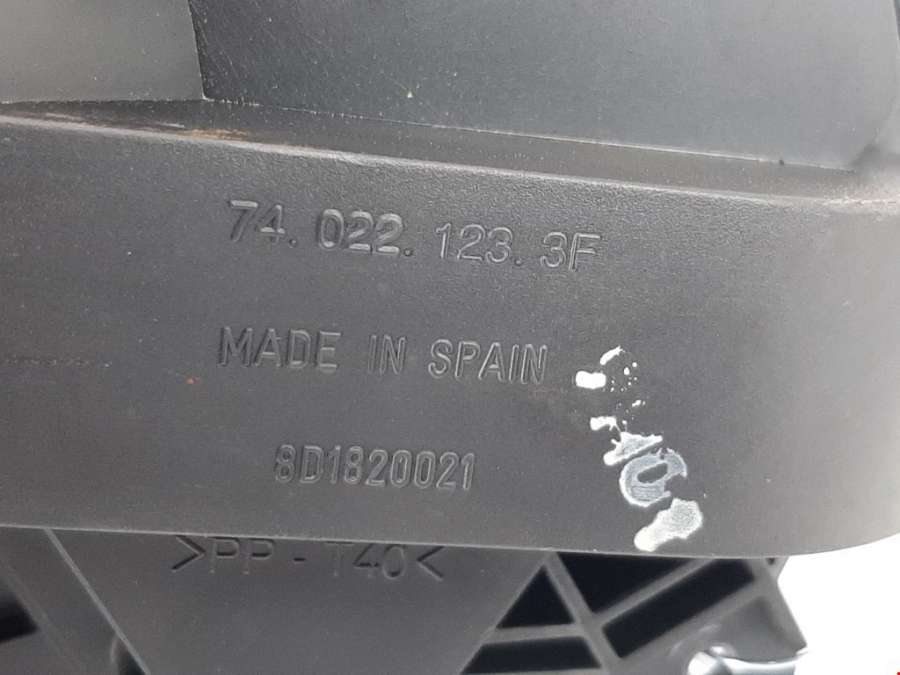 74. 022. 123. 3F
MADE IN SPAIN
8D1820021
>PP-T40<